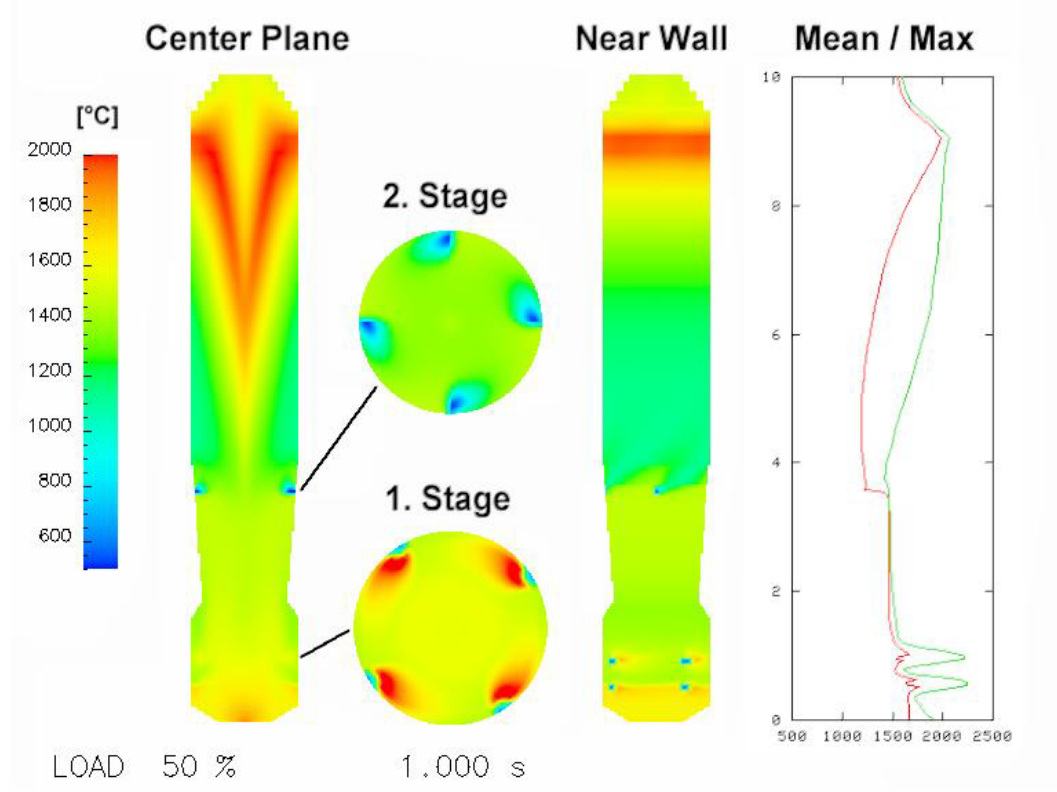 Center Plane
Near Wall
Mean / Max
[°C]
2000
1800
1600
1400
1200
1000
800
600
2. Stage
1. Stage
10
8
6
4
2
0
500 1000 1500 2000 2500
LOAD 50 % 1.000 s